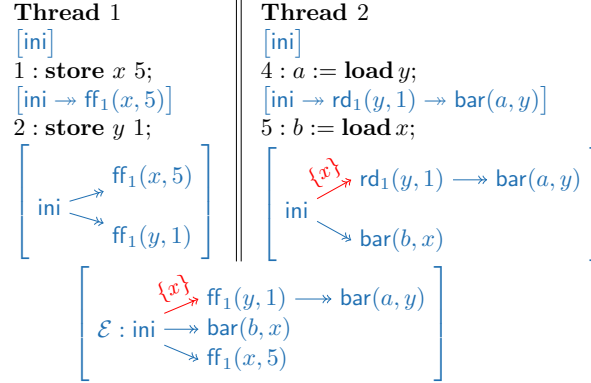 Thread 1
[ini]
1 : store x 5;
[ini ↠ ff₁(x, 5)]
2 : store y 1;
ff₁(x, 5)
ini
ff₁(y, 1)
Thread 2
[ini]
4 : a := load y;
[ini ↠ rd₁(y, 1) ↠ bar(a, y)]
5 : b := load x;
{x} rd₁(y, 1) ⟶» bar(a, y)
ini
bar(b, x)
{x} ff₁(y, 1) ⟶» bar(a, y)
ℰ : ini ↠ bar(b, x)
ff₁(x, 5)